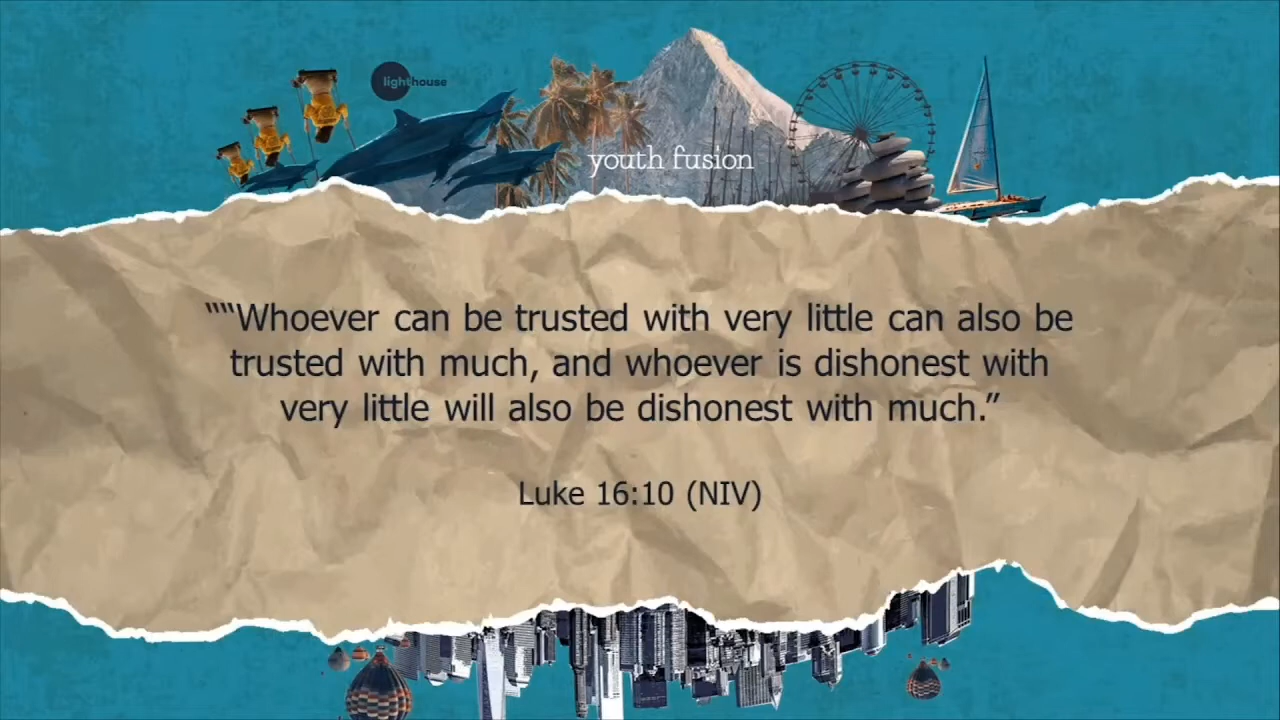 lighthouse
youth fusion
""“Whoever can be trusted with very little can also be
trusted with much, and whoever is dishonest with
very little will also be dishonest with much.”
Luke 16:10 (NIV)